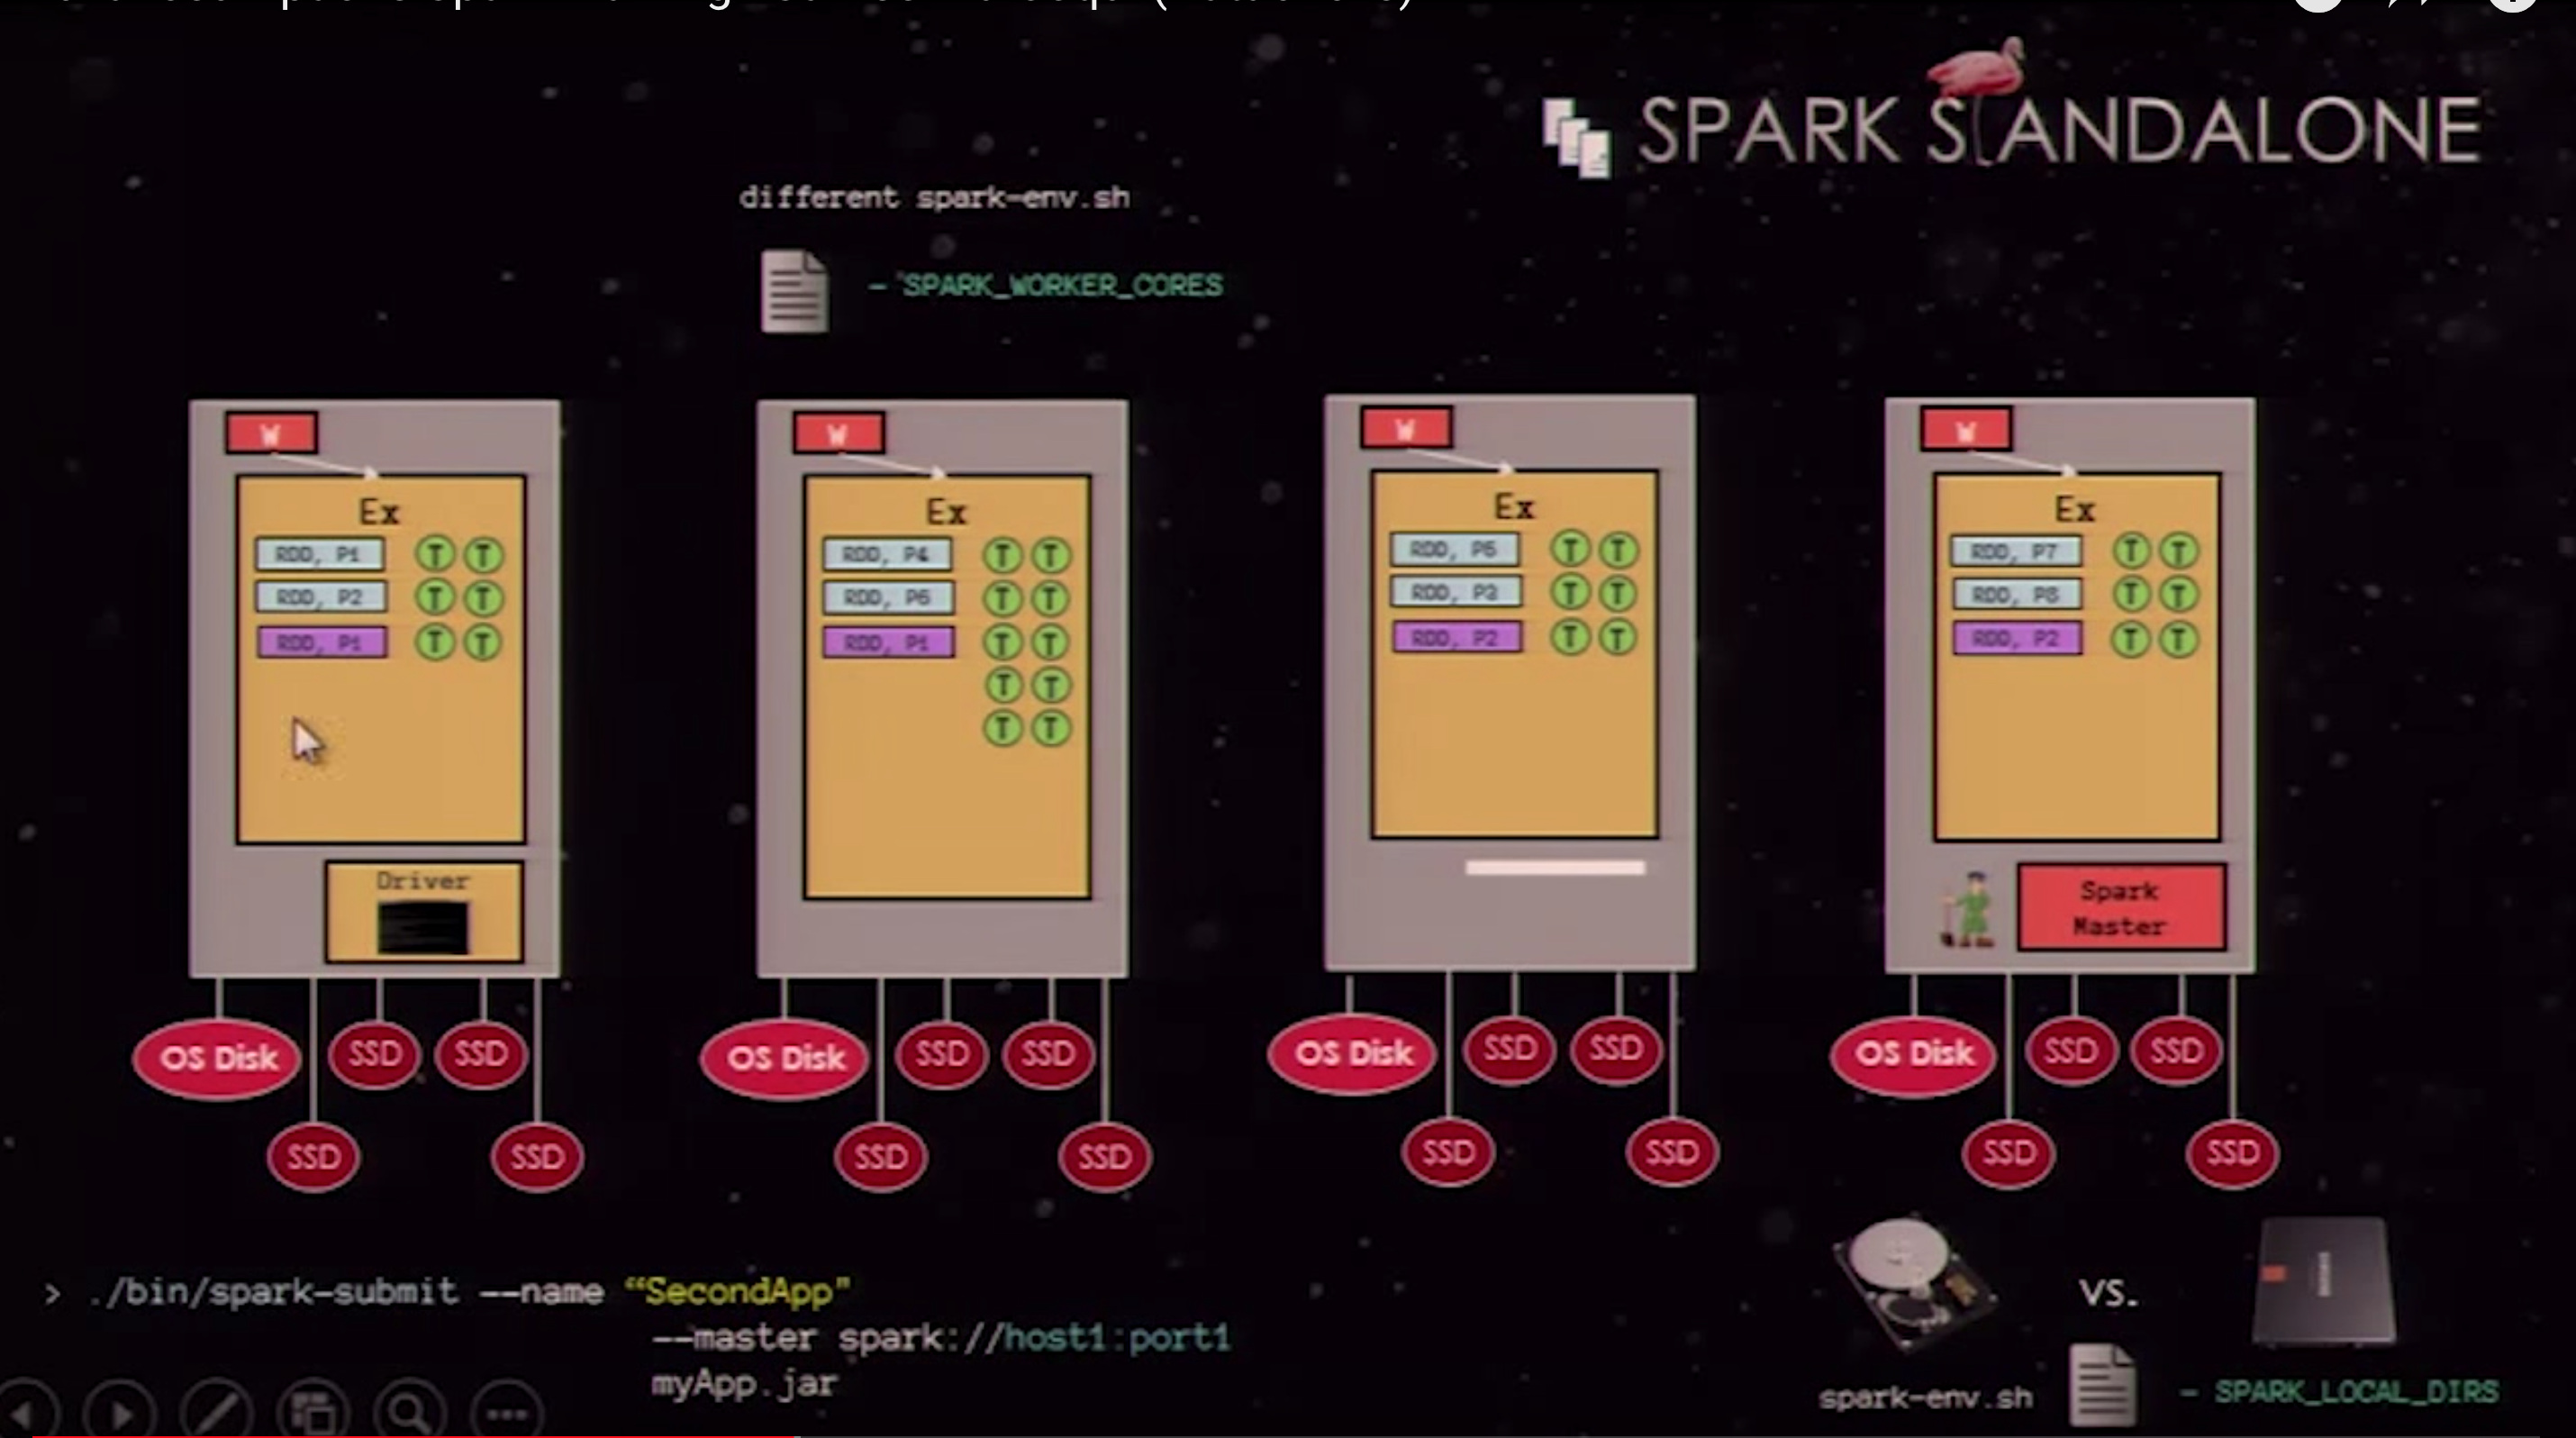 SPARK STANDALONE
different spark-env.sh
- SPARK_WORKER_CORES
W
Ex
RDD, P1 T T
RDD, P2 T T
RDD, P1 T T
Driver
OS Disk SSD SSD
SSD SSD
W
Ex
RDD, P4 T T
RDD, P6 T T
RDD, P1 T T
T T
T T
OS Disk SSD SSD
SSD SSD
W
Ex
RDD, P6 T T
RDD, P3 T T
RDD, P2 T T
OS Disk SSD SSD
SSD SSD
W
Ex
RDD, P7 T T
RDD, P8 T T
RDD, P2 T T
Spark
Master
OS Disk SSD SSD
SSD SSD
> ./bin/spark-submit --name “SecondApp"
--master spark://host1:port1
myApp.jar
VS.
spark-env.sh - SPARK_LOCAL_DIRS